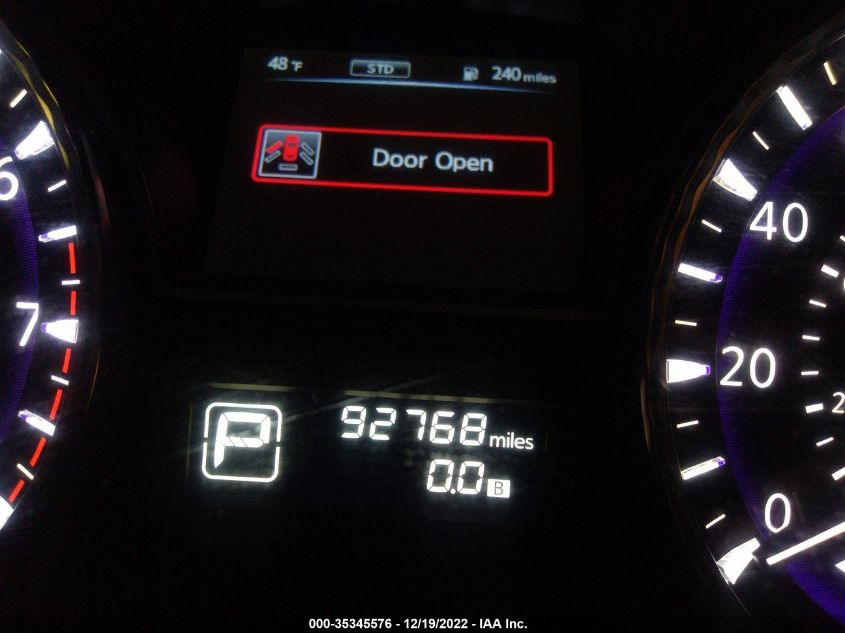 48°F STD 240 miles
Door Open
6
7
40
20
2
0
P 92768 miles
0.0 B
000-35345576 - 12/19/2022 - IAA Inc.